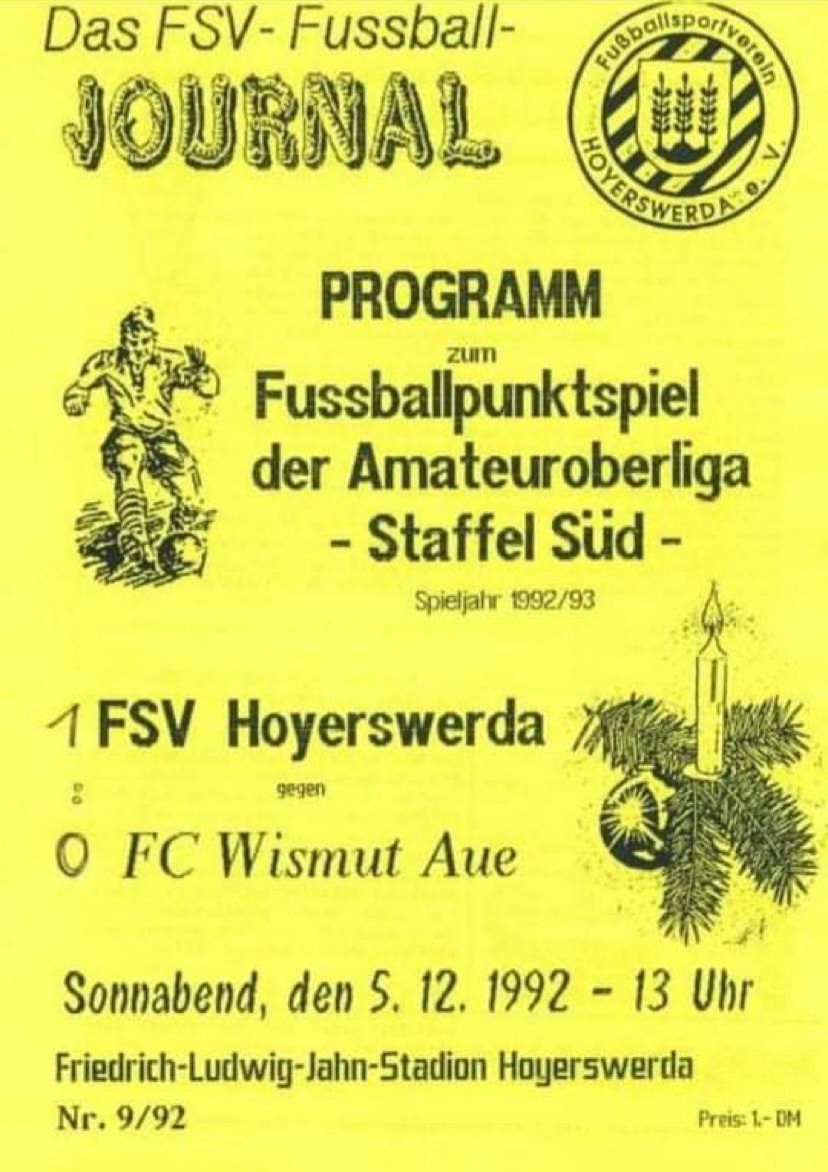 Das FSV- Fussball-
JOURNAL
Fußballsportverein
HOYERSWERDA e. V.
PROGRAMM
zum
Fussballpunktspiel
der Amateuroberliga
- Staffel Süd -
Spieljahr 1992/93
1 FSV Hoyerswerda
:
gegen
0 FC Wismut Aue
Sonnabend, den 5. 12. 1992 - 13 Uhr
Friedrich-Ludwig-Jahn-Stadion Hoyerswerda
Nr. 9/92
Preis: 1.- DM